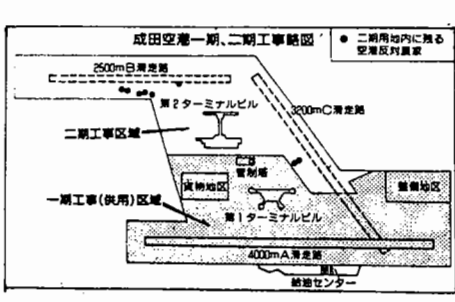 成田空港一期、二期工事略図
● 二期用地内に残る
空港反対農家
2500mB滑走路
第2ターミナルビル
3200mC滑走路
二期工事区域
管制塔
貨物地区
整備地区
一期工事(供用)区域
第1ターミナルビル
4000mA滑走路
給油センター